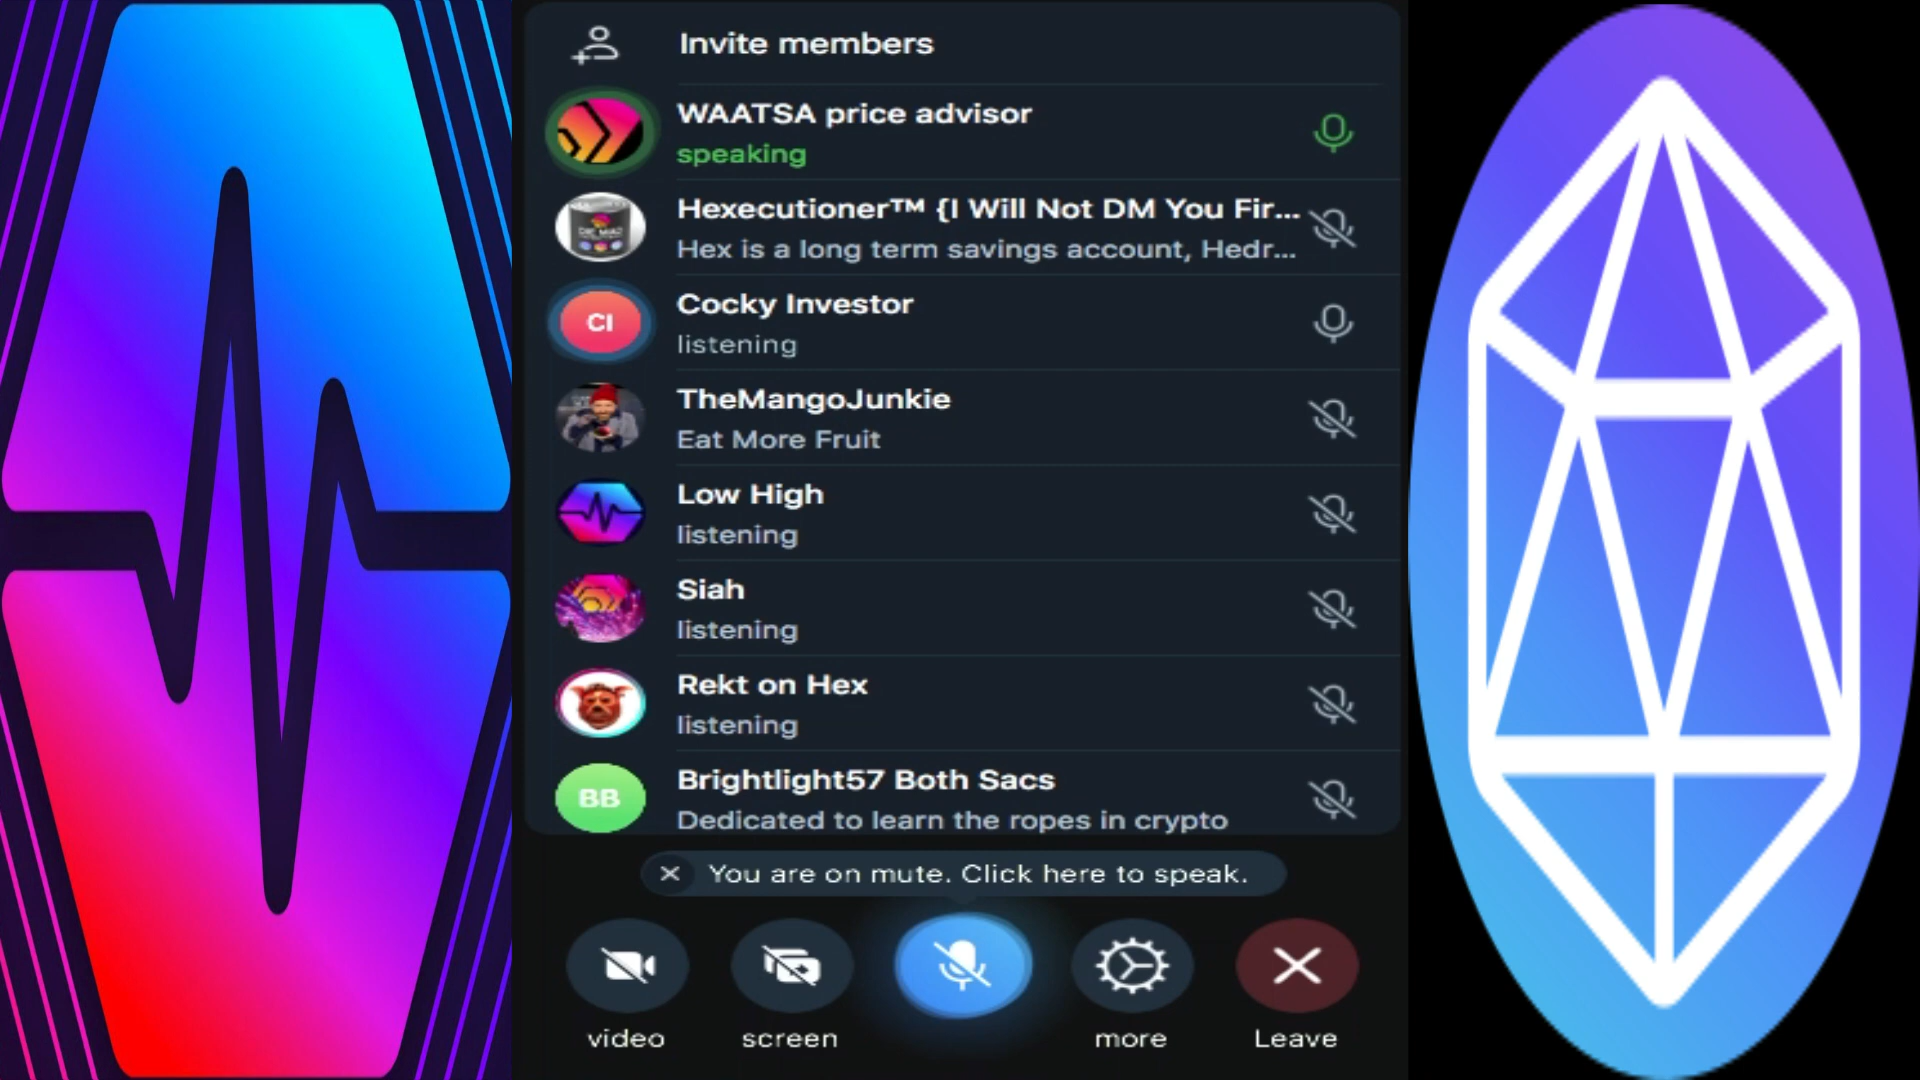 Invite members
WAATSA price advisor
speaking
Hexecutioner™ {I Will Not DM You Fir...
Hex is a long term savings account, Hedr...
CI
Cocky Investor
listening
TheMangoJunkie
Eat More Fruit
Low High
listening
Siah
listening
Rekt on Hex
listening
BB
Brightlight57 Both Sacs
Dedicated to learn the ropes in crypto
You are on mute. Click here to speak.
video
screen
more
Leave